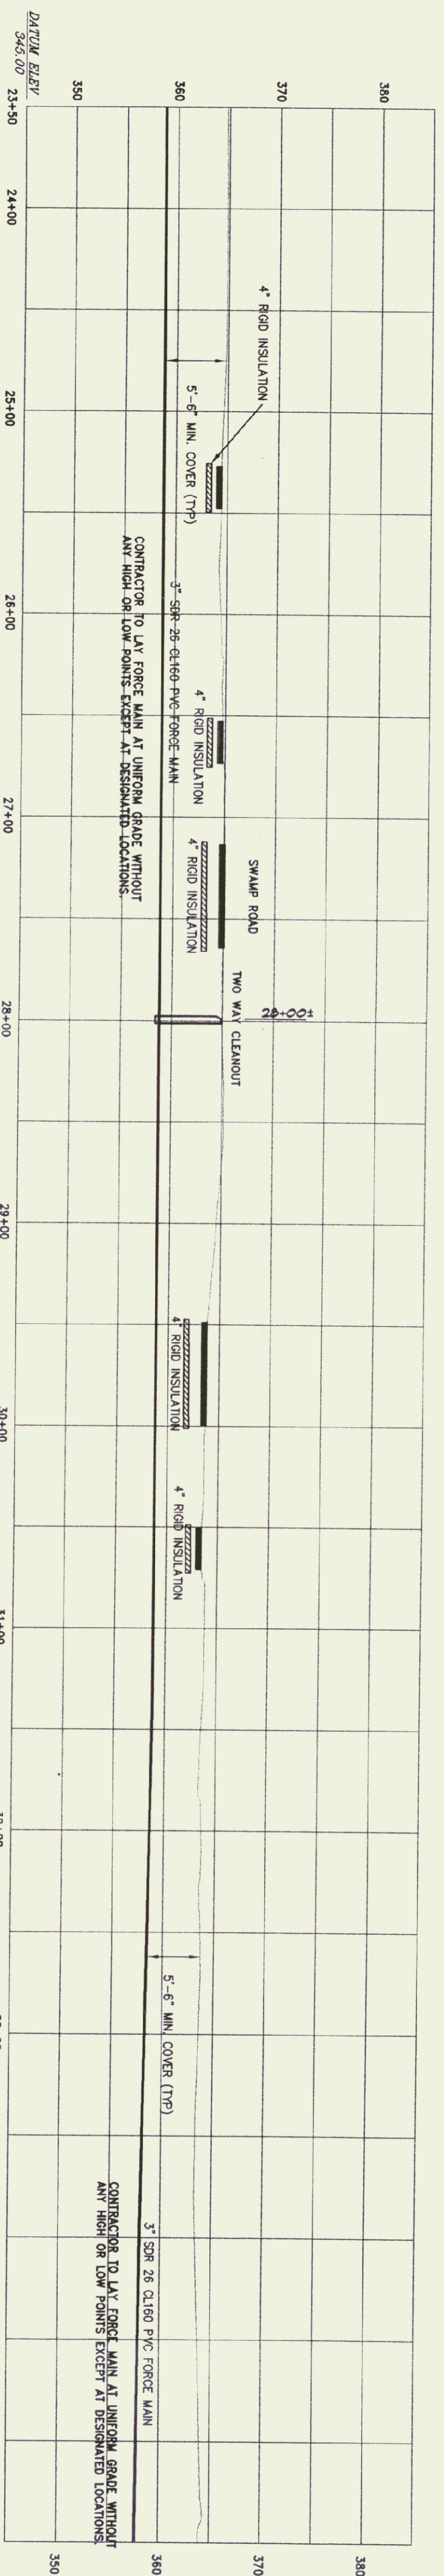 380
370
360
350
DATUM ELEV
345.00
4" RIGID INSULATION
5'-6" MIN. COVER (TYP)
3" SDR 26 CL160 PVC FORCE MAIN
CONTRACTOR TO LAY FORCE MAIN AT UNIFORM GRADE WITHOUT
ANY HIGH OR LOW POINTS EXCEPT AT DESIGNATED LOCATIONS.
4" RIGID INSULATION
SWAMP ROAD
4" RIGID INSULATION
28+00±
TWO WAY CLEANOUT
4" RIGID INSULATION
4" RIGID INSULATION
5'-6" MIN. COVER (TYP)
3" SDR 26 CL160 PVC FORCE MAIN
CONTRACTOR TO LAY FORCE MAIN AT UNIFORM GRADE WITHOUT
ANY HIGH OR LOW POINTS EXCEPT AT DESIGNATED LOCATIONS.
380
370
360
350
23+50
24+00
25+00
26+00
27+00
28+00
29+00
30+00
31+00